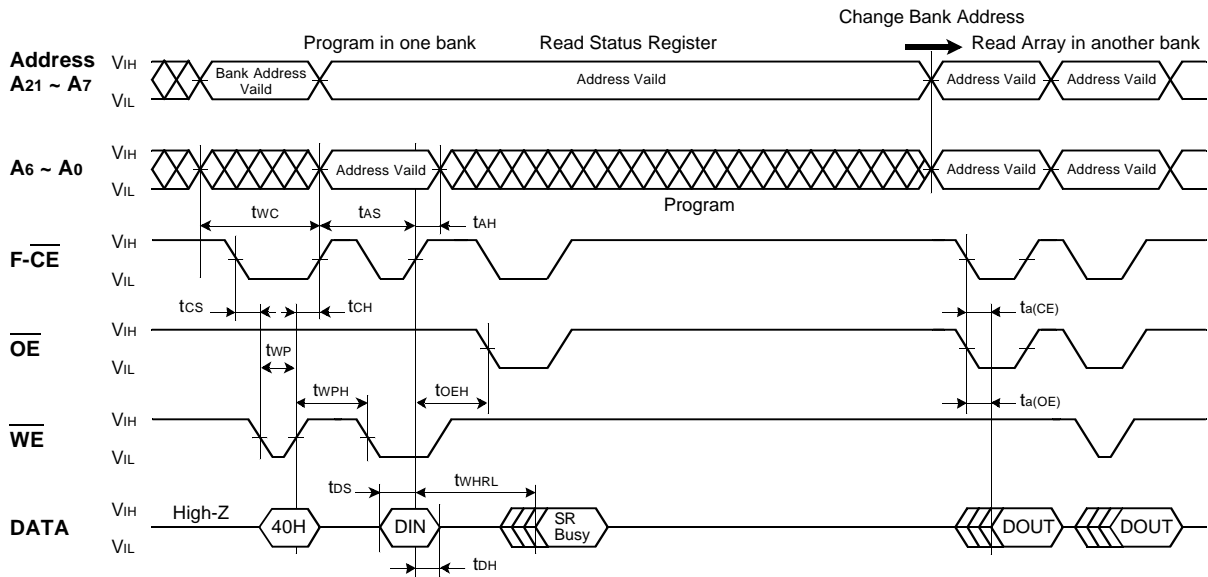 Change Bank Address
Program in one bank Read Status Register Read Array in another bank
Address
A21 ~ A7
VIH
VIL
Bank Address
Vaild
Address Vaild
Address Vaild
Address Vaild
A6 ~ A0
VIH
VIL
Address Vaild
Address Vaild
Address Vaild
Program
tWC
tAS
tAH
F-CE
VIH
VIL
tCS
tCH
ta(CE)
OE
VIH
VIL
tWP
tWPH
tOEH
ta(OE)
WE
VIH
VIL
tDS
tWHRL
DATA
VIH
VIL
High-Z
40H
DIN
SR
Busy
DOUT
DOUT
tDH